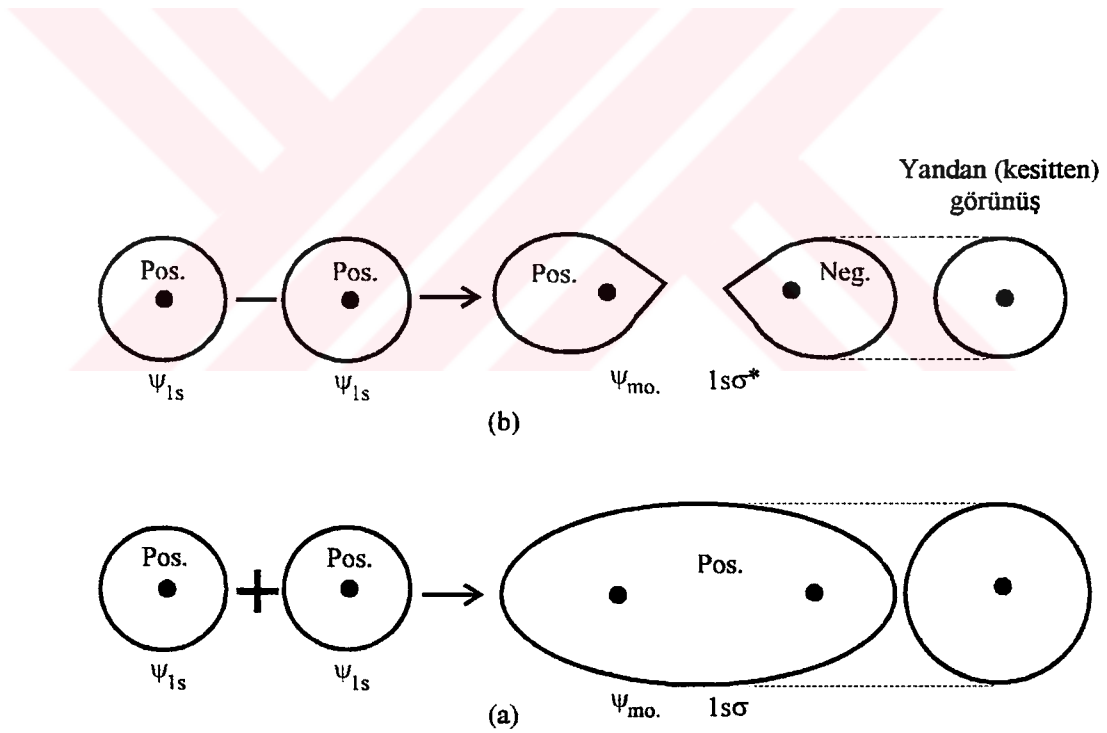 Yandan (kesitten)
görünüş
Pos. Pos. Pos. Neg.
Ψ1s Ψ1s Ψmo. 1sσ*
(b)
Pos. Pos. Pos.
Ψ1s Ψ1s Ψmo. 1sσ
(a)